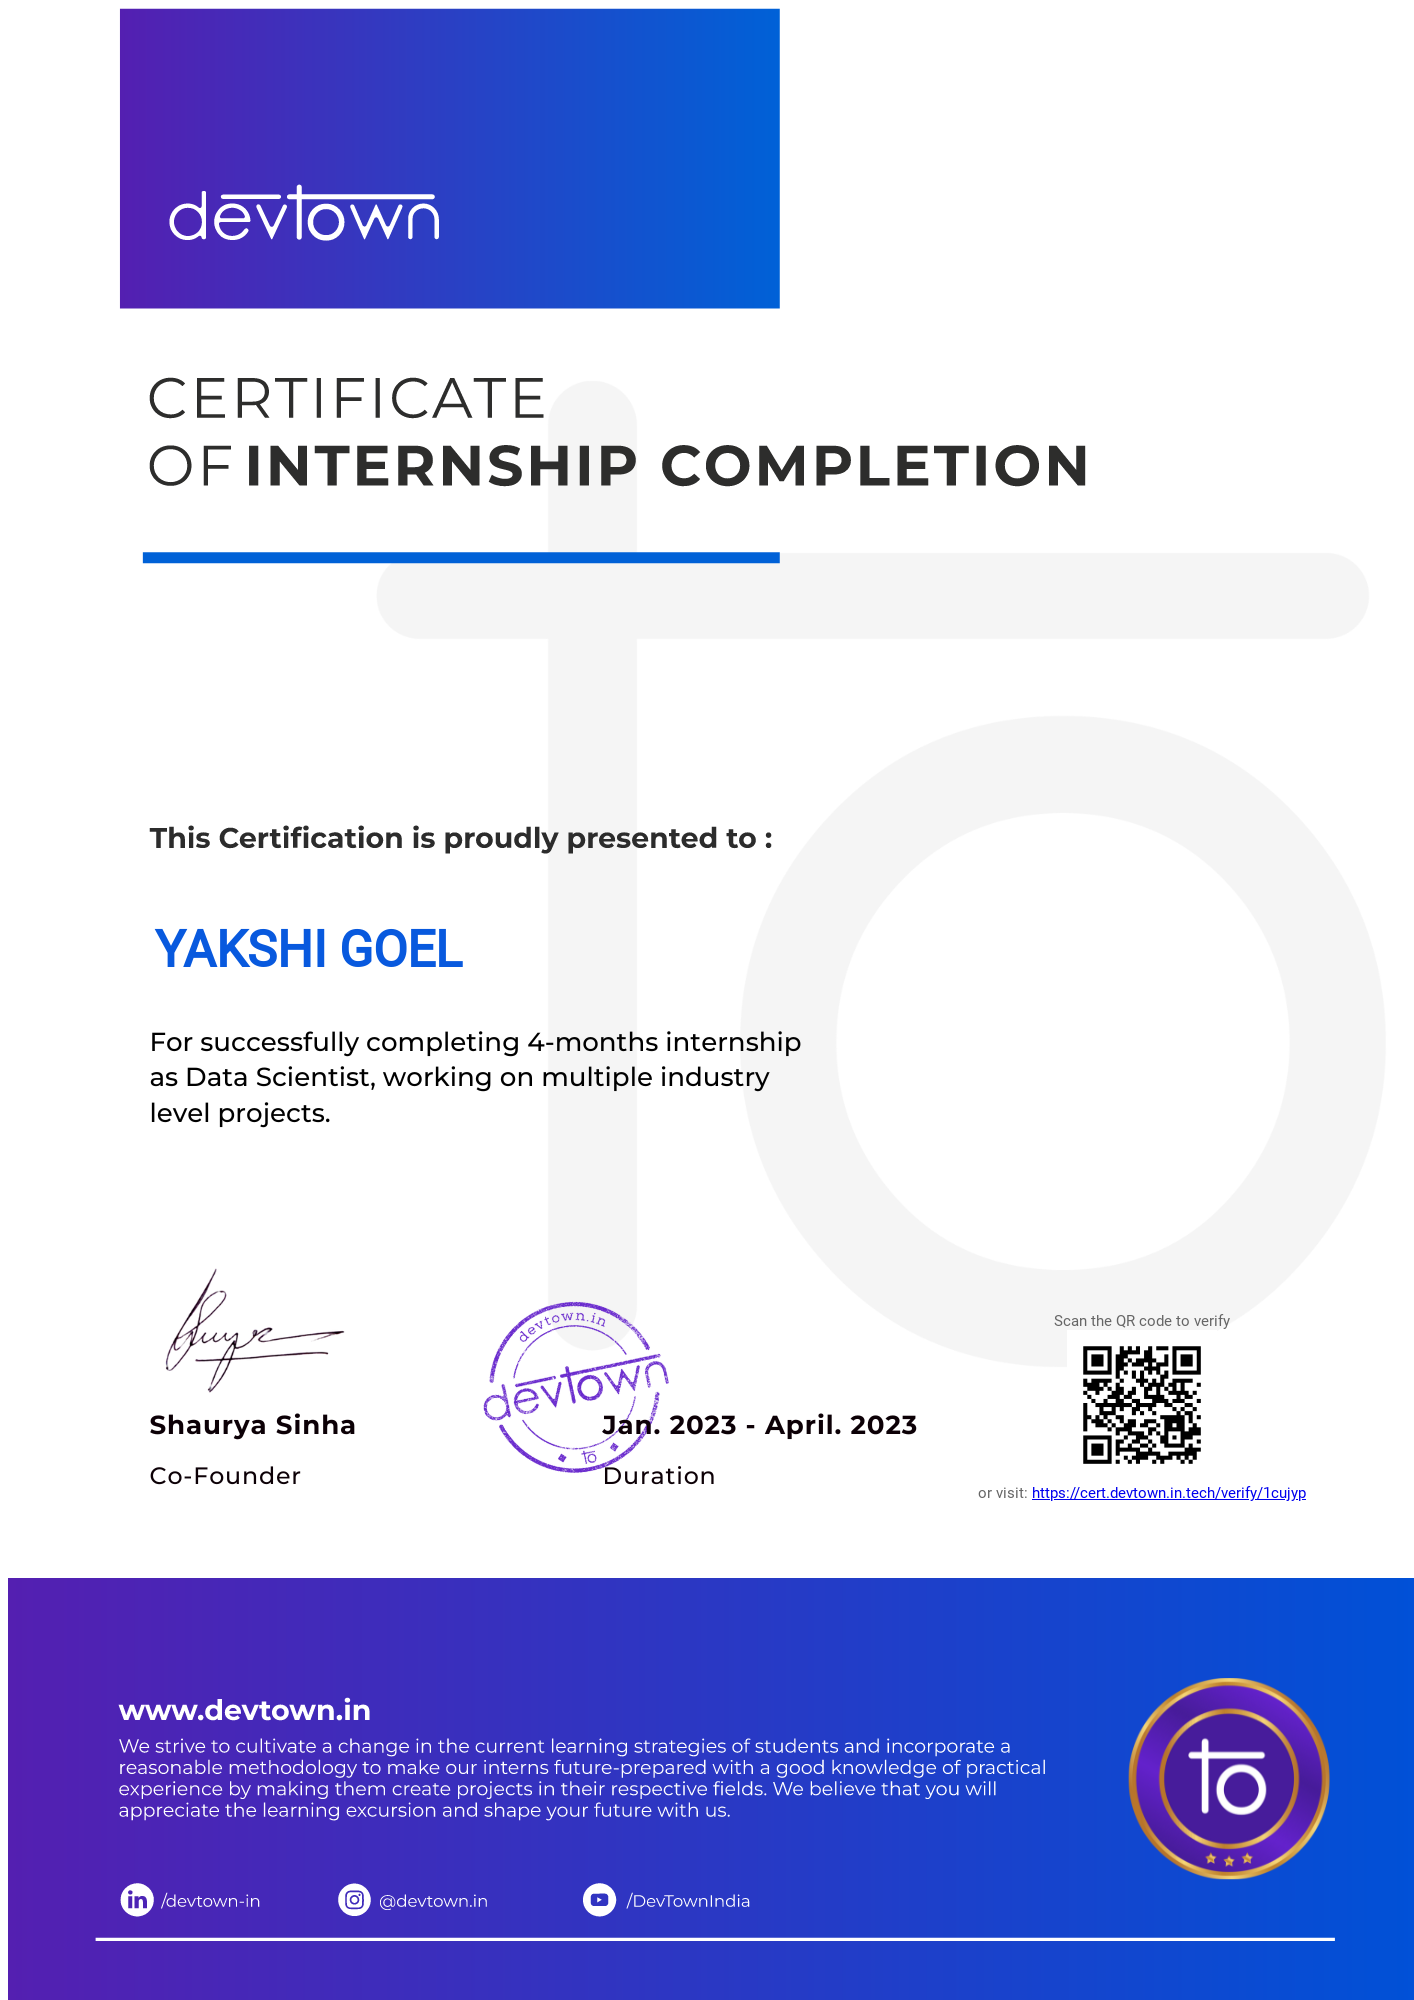 devtown
CERTIFICATE
OF INTERNSHIP COMPLETION
This Certification is proudly presented to :
YAKSHI GOEL
For successfully completing 4-months internship
as Data Scientist, working on multiple industry
level projects.
devtown.in
devtown
to
Shaurya Sinha
Co-Founder
Jan. 2023 - April. 2023
Duration
Scan the QR code to verify
or visit: https://cert.devtown.in.tech/verify/1cujyp
www.devtown.in
We strive to cultivate a change in the current learning strategies of students and incorporate a
reasonable methodology to make our interns future-prepared with a good knowledge of practical
experience by making them create projects in their respective fields. We believe that you will
appreciate the learning excursion and shape your future with us.
to
/devtown-in
@devtown.in
/DevTownIndia